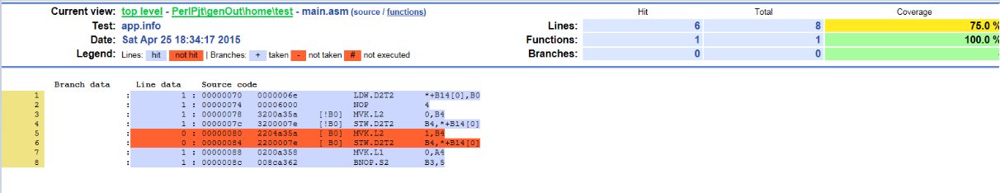 Current view: top level - PerlPjt\genOut\home\test - main.asm (source / functions)
Test: app.info
Date: Sat Apr 25 18:34:17 2015
Legend: Lines: hit not hit | Branches: + taken - not taken # not executed
Hit Total Coverage
Lines: 6 8 75.0 %
Functions: 1 1 100.0 %
Branches: 0 0 -
Branch data Line data Source code
1 : 1 : 00000070 0000006e LDW.D2T2 *+B14[0],B0
2 : 1 : 00000074 00006000 NOP 4
3 : 1 : 00000078 3200a35a [!B0] MVK.L2 0,B4
4 : 1 : 0000007c 3200007e [!B0] STW.D2T2 B4,*+B14[0]
5 : 0 : 00000080 2204a35a [ B0] MVK.L2 1,B4
6 : 0 : 00000084 2200007e [ B0] STW.D2T2 B4,*+B14[0]
7 : 1 : 00000088 0200a358 MVK.L1 0,A4
8 : 1 : 0000008c 008ca362 BNOP.S2 B3,5